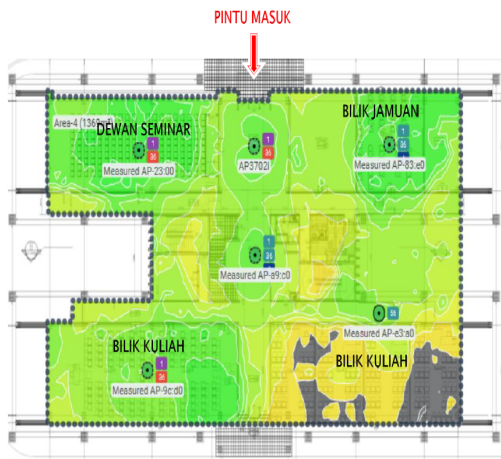 PINTU MASUK
Area-4 (1369m²)
DEWAN SEMINAR
BILIK JAMUAN
1
36
Measured AP-23:00
1
36
AP3702i
1
36
Measured AP-83:e0
1
36
Measured AP-a9:c0
36
Measured AP-e3:a0
BILIK KULIAH
1
36
Measured AP-9c:d0
BILIK KULIAH